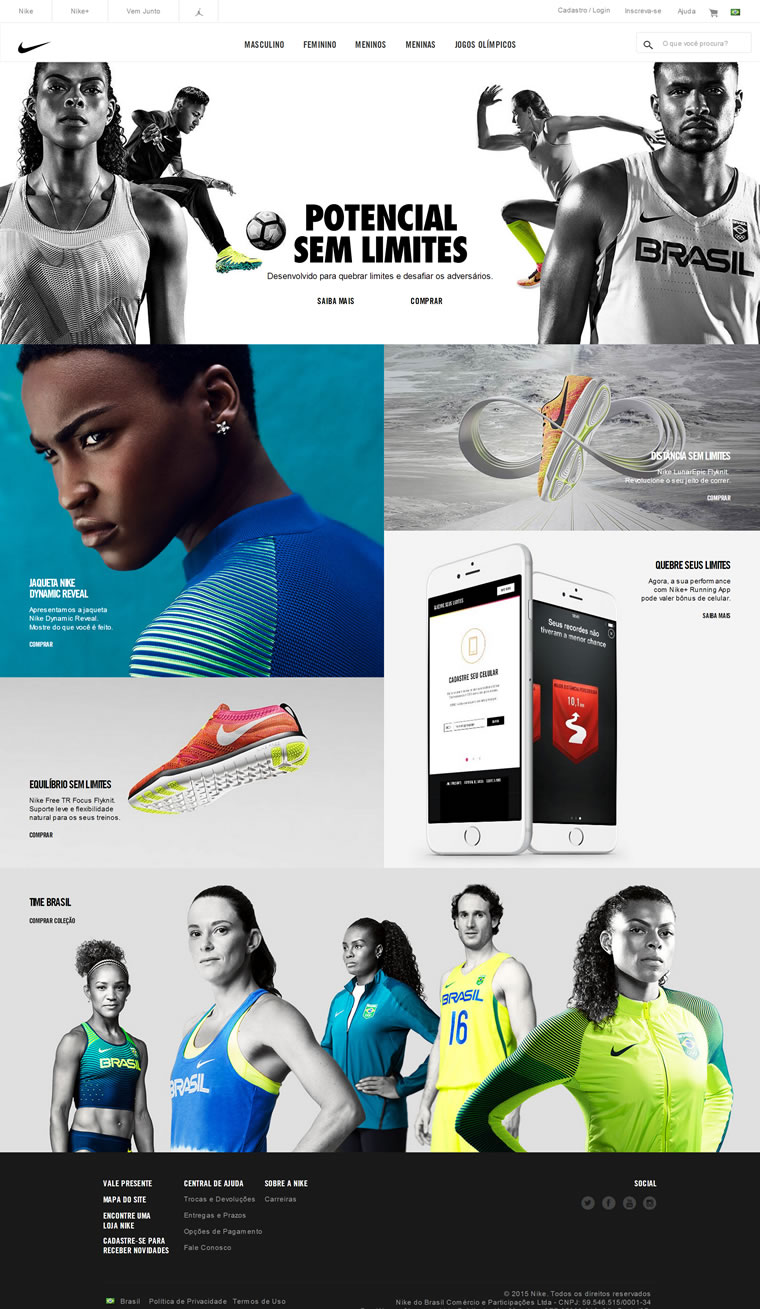 Nike
Nike+
Vem Junto
Cadastro / Login
Inscreva-se
Ajuda
MASCULINO
FEMININO
MENINOS
MENINAS
JOGOS OLÍMPICOS
O que você procura?
POTENCIAL
SEM LIMITES
Desenvolvido para quebrar limites e desafiar os adversários.
SAIBA MAIS
COMPRAR
BRASIL
JAQUETA NIKE
DYNAMIC REVEAL
Apresentamos a jaqueta
Nike Dynamic Reveal.
Mostre do que você é feito.
COMPRAR
DISTÂNCIA SEM LIMITES
Nike LunarEpic Flyknit.
Revolucione o seu jeito de correr.
COMPRAR
QUEBRE SEUS LIMITES
Agora, a sua performance
com Nike+ Running App
pode valer bônus de celular.
SAIBA MAIS
QUEBRE SEUS LIMITES
CADASTRE SEU CELULAR
Seus recordes não
tiveram a menor chance
10,1
EQUILÍBRIO SEM LIMITES
Nike Free TR Focus Flyknit.
Suporte leve e flexibilidade
natural para os seus treinos.
COMPRAR
TIME BRASIL
COMPRAR COLEÇÃO
BRASIL
BRASIL
BRASIL
16
VALE PRESENTE
MAPA DO SITE
ENCONTRE UMA
LOJA NIKE
CADASTRE-SE PARA
RECEBER NOVIDADES
CENTRAL DE AJUDA
Trocas e Devoluções
Entregas e Prazos
Opções de Pagamento
Fale Conosco
SOBRE A NIKE
Carreiras
SOCIAL
Brasil
Política de Privacidade
Termos de Uso
© 2015 Nike. Todos os direitos reservados
Nike do Brasil Comércio e Participações Ltda - CNPJ: 59.546.515/0001-34